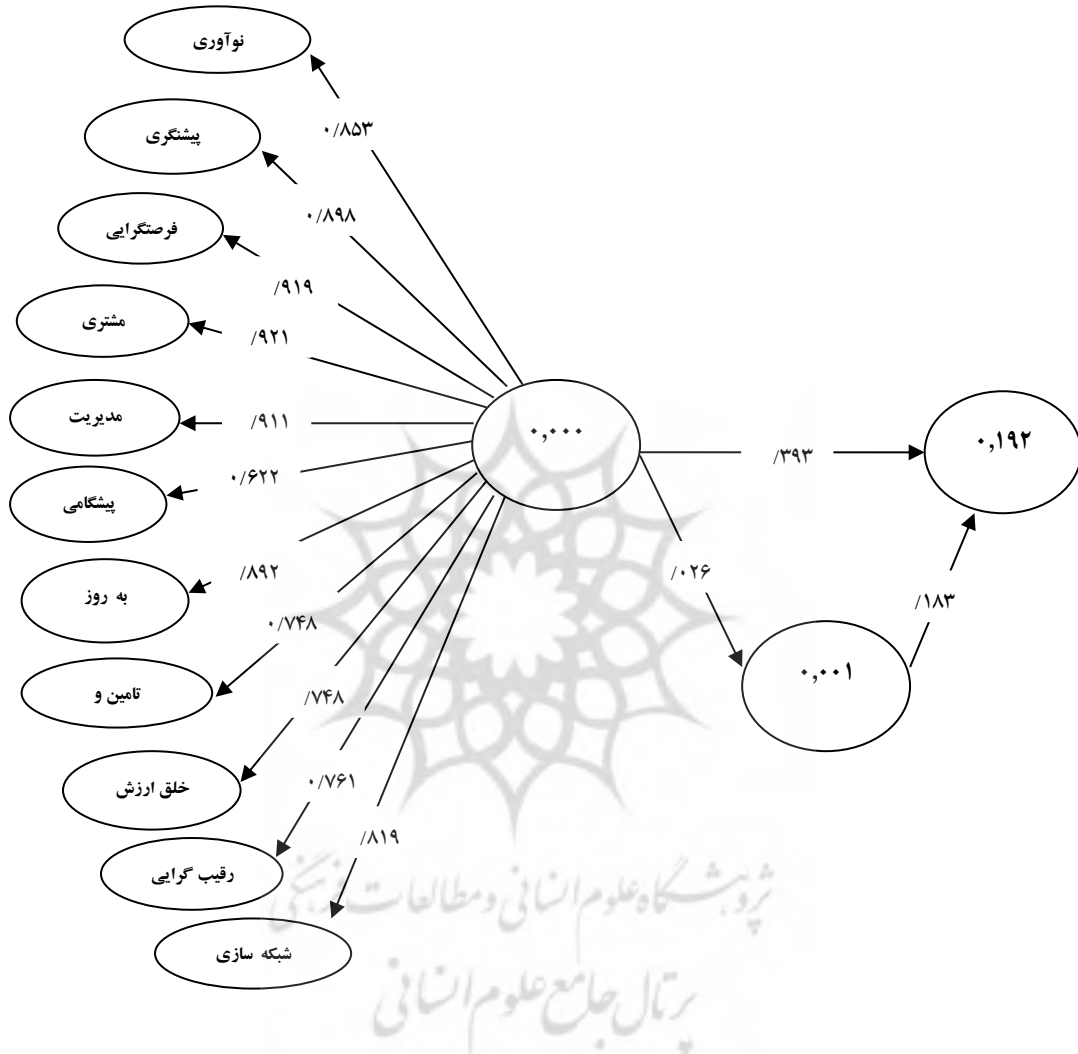 نوآوری
۰/۸۵۳
پیشنگری
۰/۸۹۸
فرصتگرایی
/۹۱۹
مشتری
/۹۲۱
مدیریت
/۹۱۱
پیشگامی
۰/۶۲۲
به روز
/۸۹۲
تامین و
۰/۷۴۸
خلق ارزش
/۷۴۸
رقیب گرایی
۰/۷۶۱
شبکه سازی
/۸۱۹
۰,۰۰۰
/۳۹۳
۰,۱۹۲
/۰۲۶
/۱۸۳
۰,۰۰۱
پژوهشگاه علوم انسانی و مطالعات فرهنگی
پرتال جامع علوم انسانی